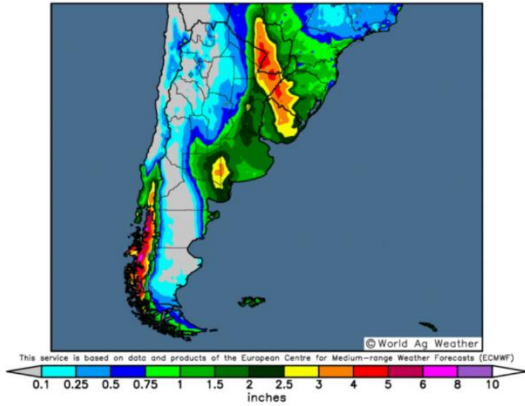 © World Ag Weather
This service is based on data and products of the European Centre for Medium-range Weather Forecasts (ECMWF)
0.1 0.25 0.5 0.75 1 1.5 2 2.5 3 4 5 6 8 10
inches